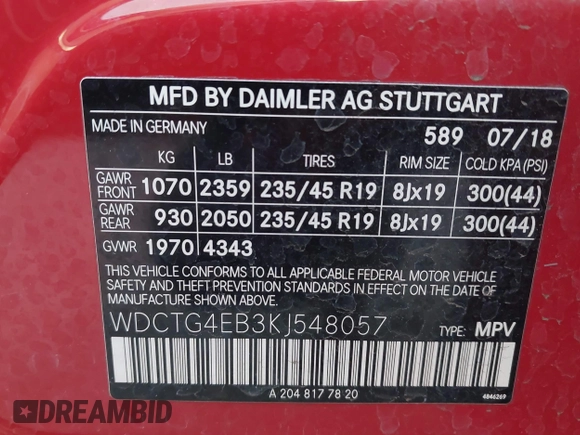 MFD BY DAIMLER AG STUTTGART
MADE IN GERMANY 589 07/18
KG LB TIRES RIM SIZE COLD KPA (PSI)
GAWR FRONT 1070 2359 235/45 R19 8Jx19 300(44)
GAWR REAR 930 2050 235/45 R19 8Jx19 300(44)
GVWR 1970 4343
THIS VEHICLE CONFORMS TO ALL APPLICABLE FEDERAL MOTOR VEHICLE
SAFETY AND THEFT PREVENTION STANDARDS IN EFFECT ON THE DATE
OF MANUFACTURE SHOWN ABOVE.
WDCTG4EB3KJ548057 TYPE: MPV
A 204 817 78 20 4846269
DREAMBID